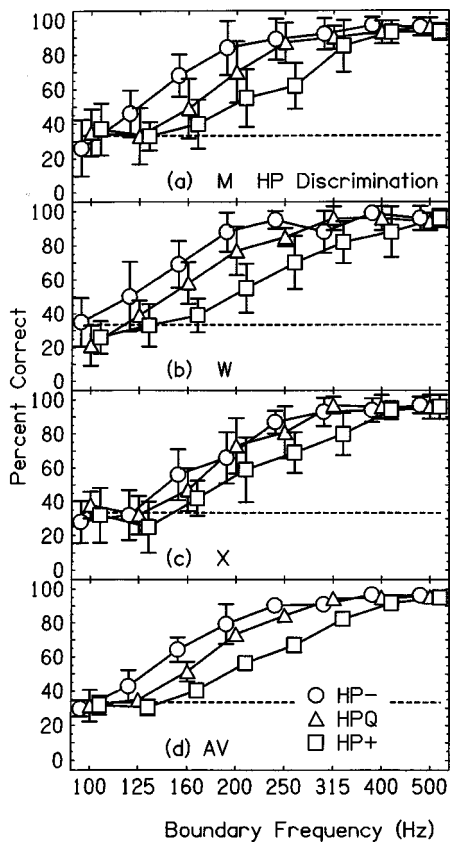 100
80
60
40
20
0
(a) M HP Discrimination
100
80
60
40
20
0
(b) W
Percent Correct
100
80
60
40
20
0
(c) X
100
80
60
40
20
0
HP-
HPQ
HP+
(d) AV
100 125 160 200 250 315 400 500
Boundary Frequency (Hz)